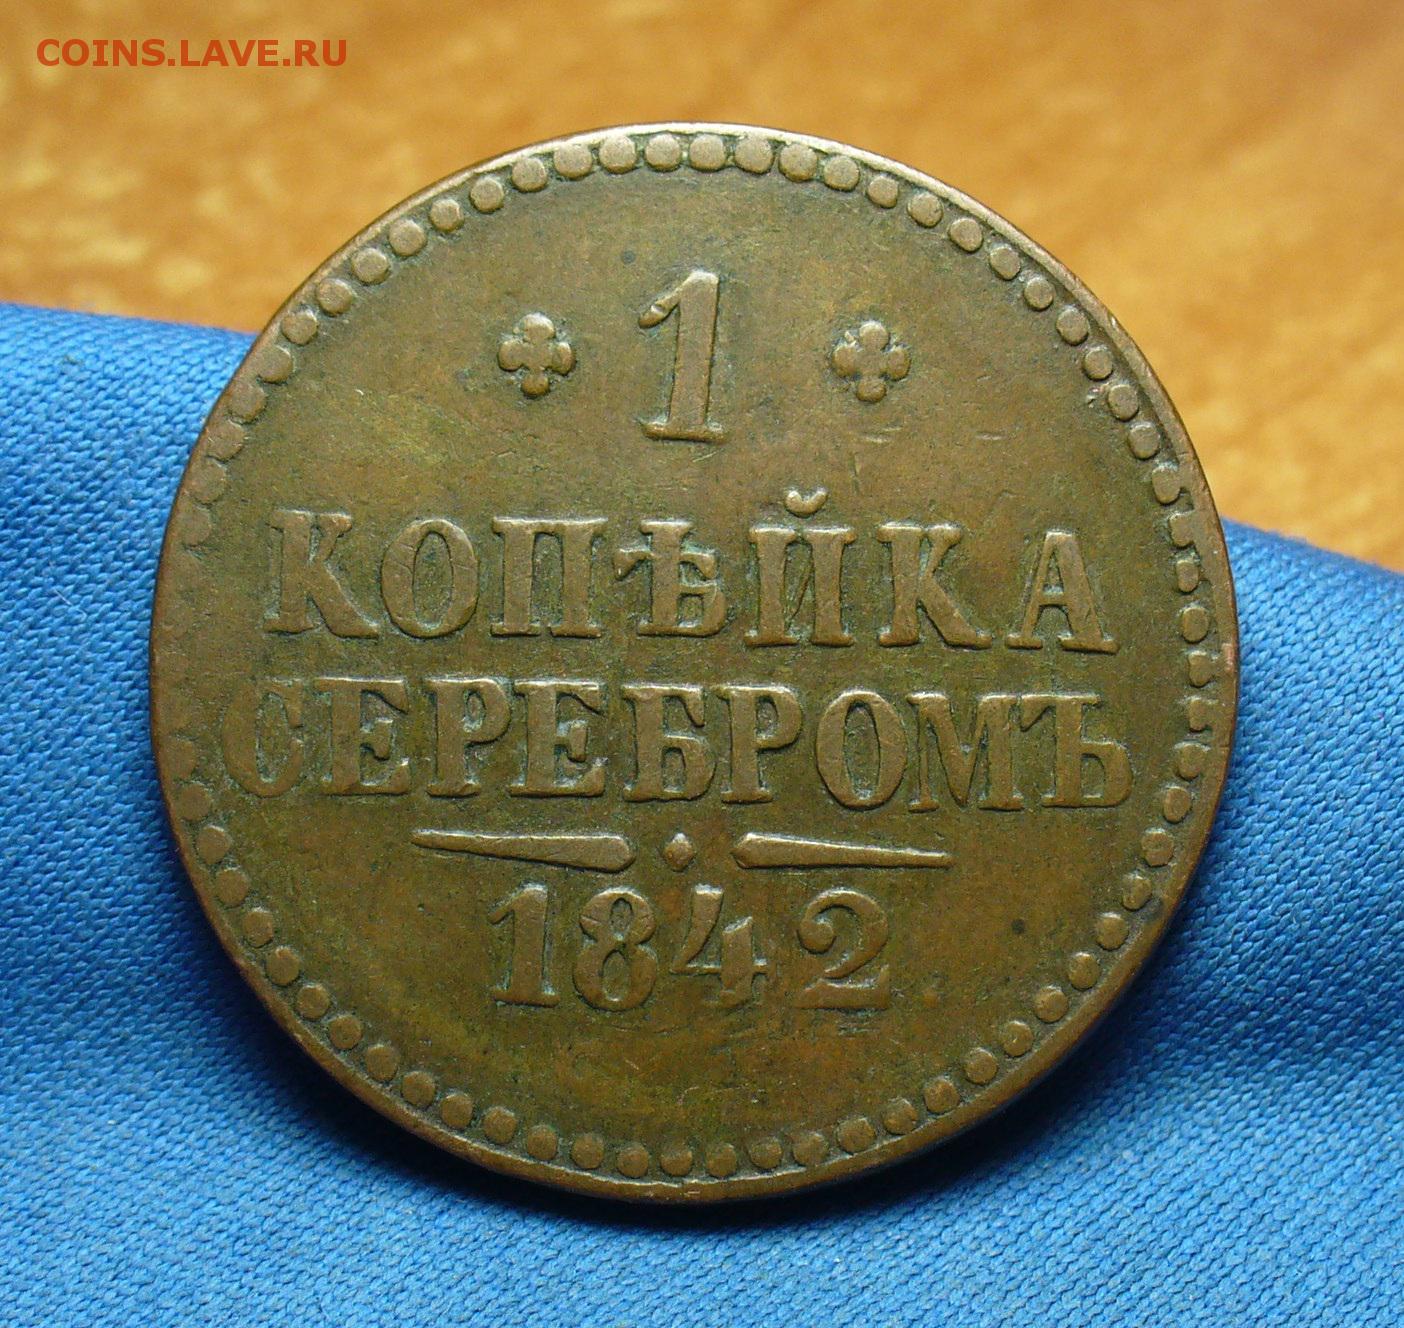 COINS.LAVE.RU
1
КОПѢЙКА
СЕРЕБРОМЪ
1842